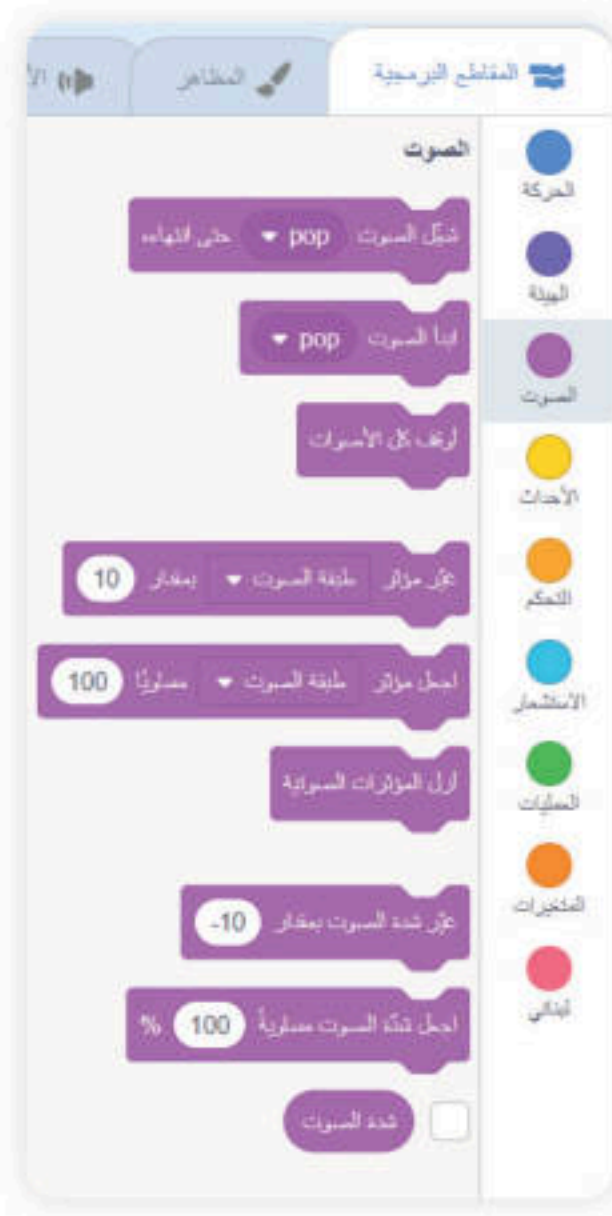 المقاطع البرمجية
المظاهر
الأ
الصوت
الحركة
الهيئة
الصوت
الأحداث
التحكم
الاستشعار
العمليات
المتغيرات
لبناتي
شغِّل الصوت pop حتى انتهاءه
ابدأ الصوت pop
أوقف كل الأصوات
غيِّر مؤثر طبقة الصوت بمقدار 10
اجعل مؤثر طبقة الصوت مساويًا 100
أزل المؤثرات الصوتية
غيِّر شدة الصوت بمقدار -10
اجعل شدّة الصوت مساويةً 100 %
شدة الصوت